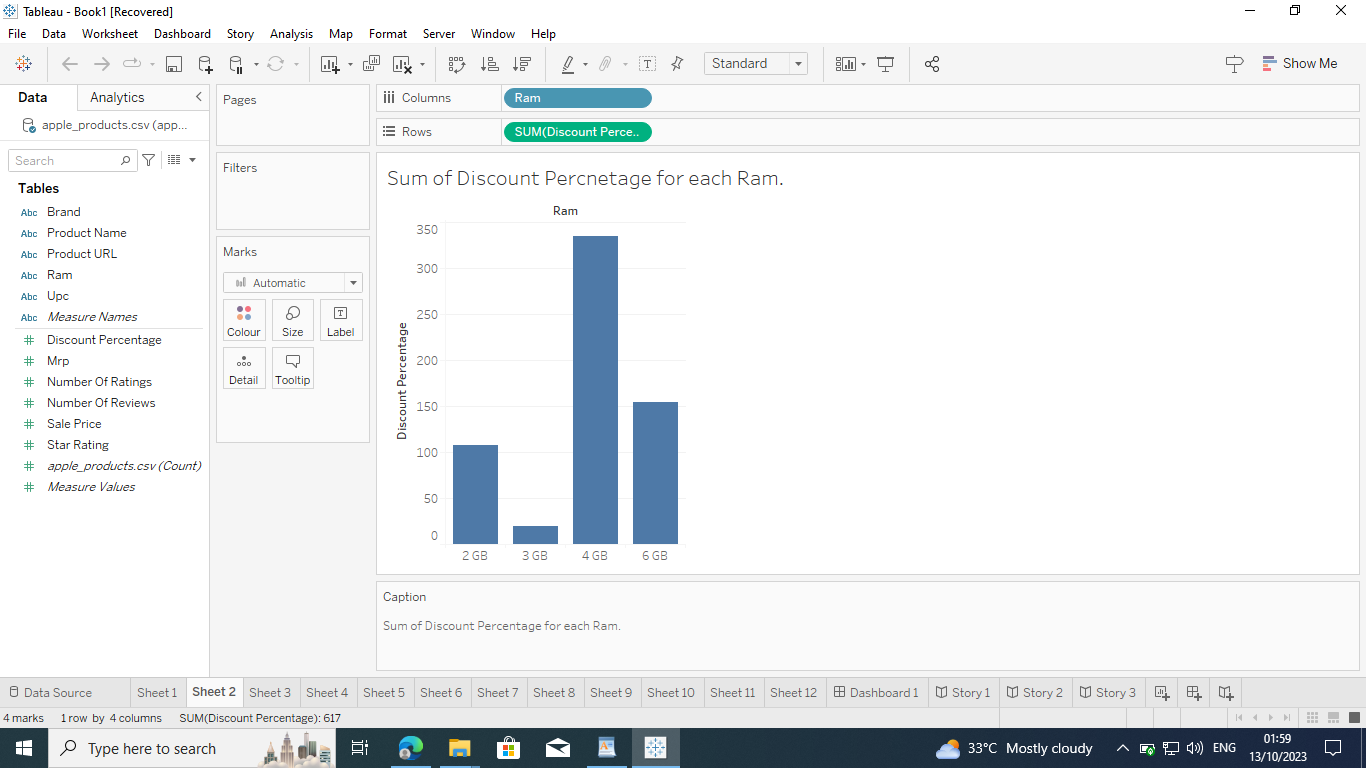 Tableau - Book1 [Recovered]
File Data Worksheet Dashboard Story Analysis Map Format Server Window Help
Standard
Show Me
Data Analytics
apple_products.csv (app...
Search
Tables
Abc Brand
Abc Product Name
Abc Product URL
Abc Ram
Abc Upc
Abc Measure Names
Discount Percentage
Mrp
Number Of Ratings
Number Of Reviews
Sale Price
Star Rating
apple_products.csv (Count)
Measure Values
Pages
Filters
Marks
Automatic
Colour Size Label
Detail Tooltip
Columns Ram
Rows SUM(Discount Perce..
Sum of Discount Percnetage for each Ram.
Ram
350
300
250
200
150
100
50
0
Discount Percentage
2 GB 3 GB 4 GB 6 GB
Caption
Sum of Discount Percentage for each Ram.
Data Source Sheet 1 Sheet 2 Sheet 3 Sheet 4 Sheet 5 Sheet 6 Sheet 7 Sheet 8 Sheet 9 Sheet 10 Sheet 11 Sheet 12 Dashboard 1 Story 1 Story 2 Story 3
4 marks 1 row by 4 columns SUM(Discount Percentage): 617
Type here to search
33°C Mostly cloudy
ENG
01:59
13/10/2023